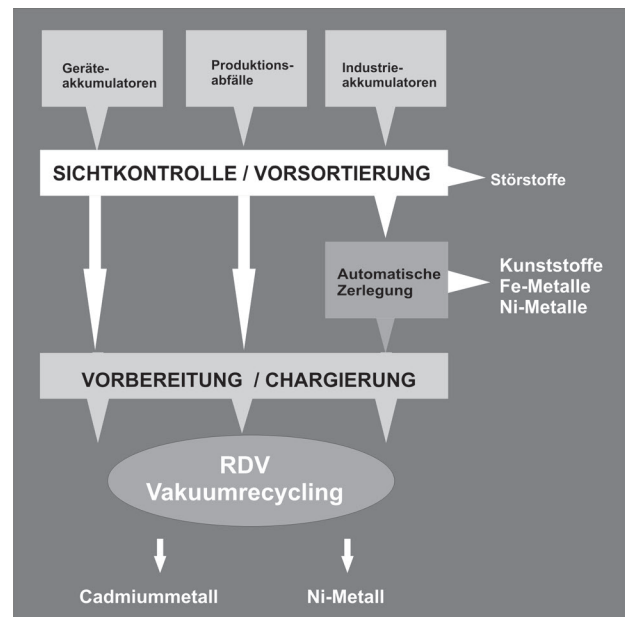 Geräte-
akkumulatoren
Produktions-
abfälle
Industrie-
akkumulatoren
SICHTKONTROLLE / VORSORTIERUNG
Störstoffe
Automatische
Zerlegung
Kunststoffe
Fe-Metalle
Ni-Metalle
VORBEREITUNG / CHARGIERUNG
RDV
Vakuumrecycling
Cadmiummetall
Ni-Metall